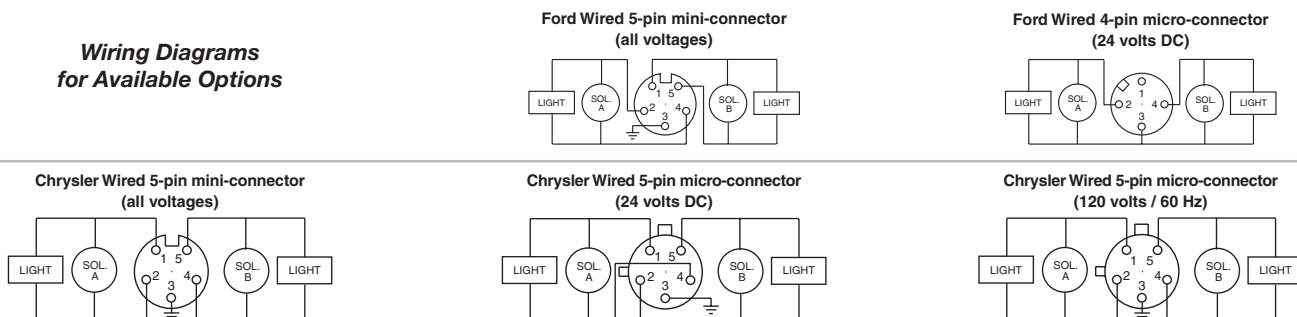 Wiring Diagrams
for Available Options
Ford Wired 5-pin mini-connector
(all voltages)
LIGHT
SOL.
A
1 5
2 4
3
SOL.
B
LIGHT
Ford Wired 4-pin micro-connector
(24 volts DC)
LIGHT
SOL.
A
1
2 4
3
SOL.
B
LIGHT
Chrysler Wired 5-pin mini-connector
(all voltages)
LIGHT
SOL.
A
1 5
2 4
3
SOL.
B
LIGHT
Chrysler Wired 5-pin micro-connector
(24 volts DC)
LIGHT
SOL.
A
1 5
2 4
3
SOL.
B
LIGHT
Chrysler Wired 5-pin micro-connector
(120 volts / 60 Hz)
LIGHT
SOL.
A
1 5
2 4
3
SOL.
B
LIGHT